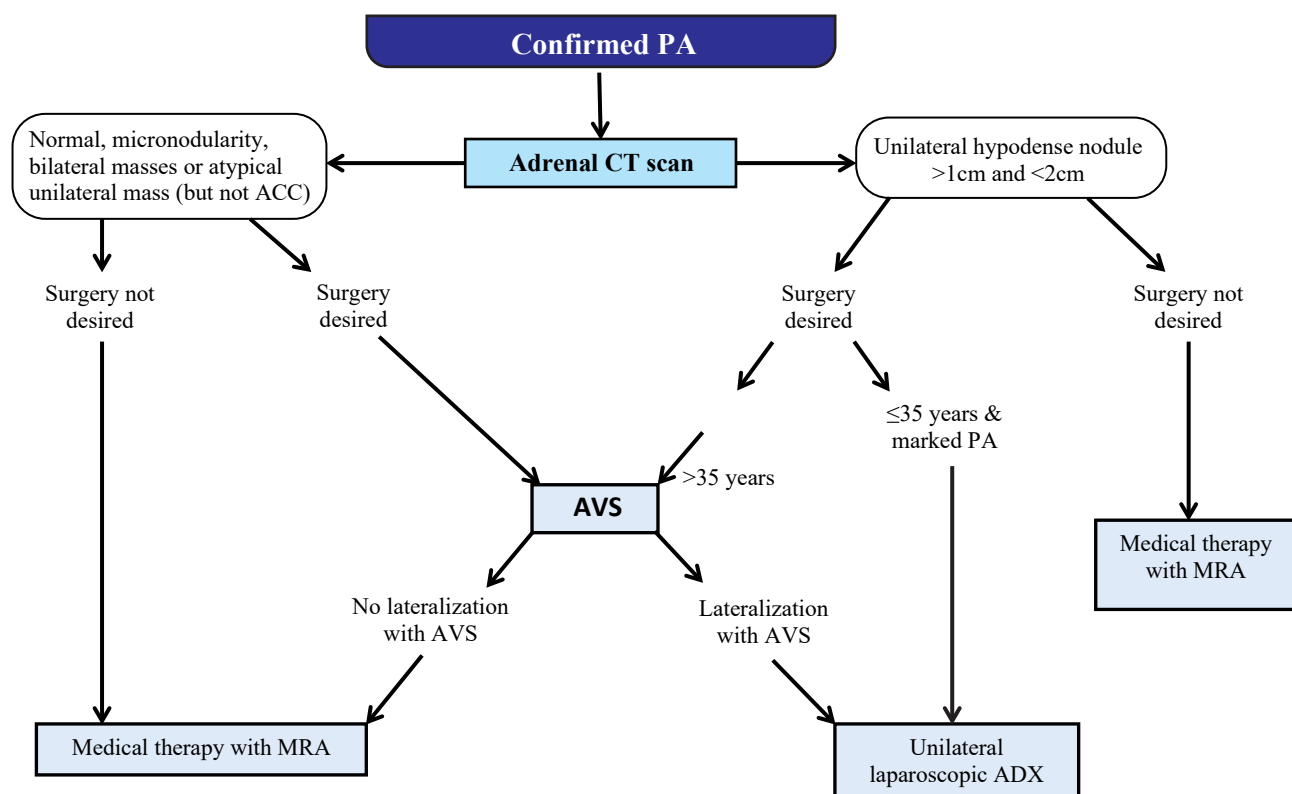 Confirmed PA
Adrenal CT scan
Normal, micronodularity,
bilateral masses or atypical
unilateral mass (but not ACC)
Unilateral hypodense nodule
>1cm and <2cm
Surgery not
desired
Surgery
desired
Surgery
desired
Surgery not
desired
≤35 years &
marked PA
>35 years
AVS
Medical therapy
with MRA
No lateralization
with AVS
Lateralization
with AVS
Medical therapy with MRA
Unilateral
laparoscopic ADX